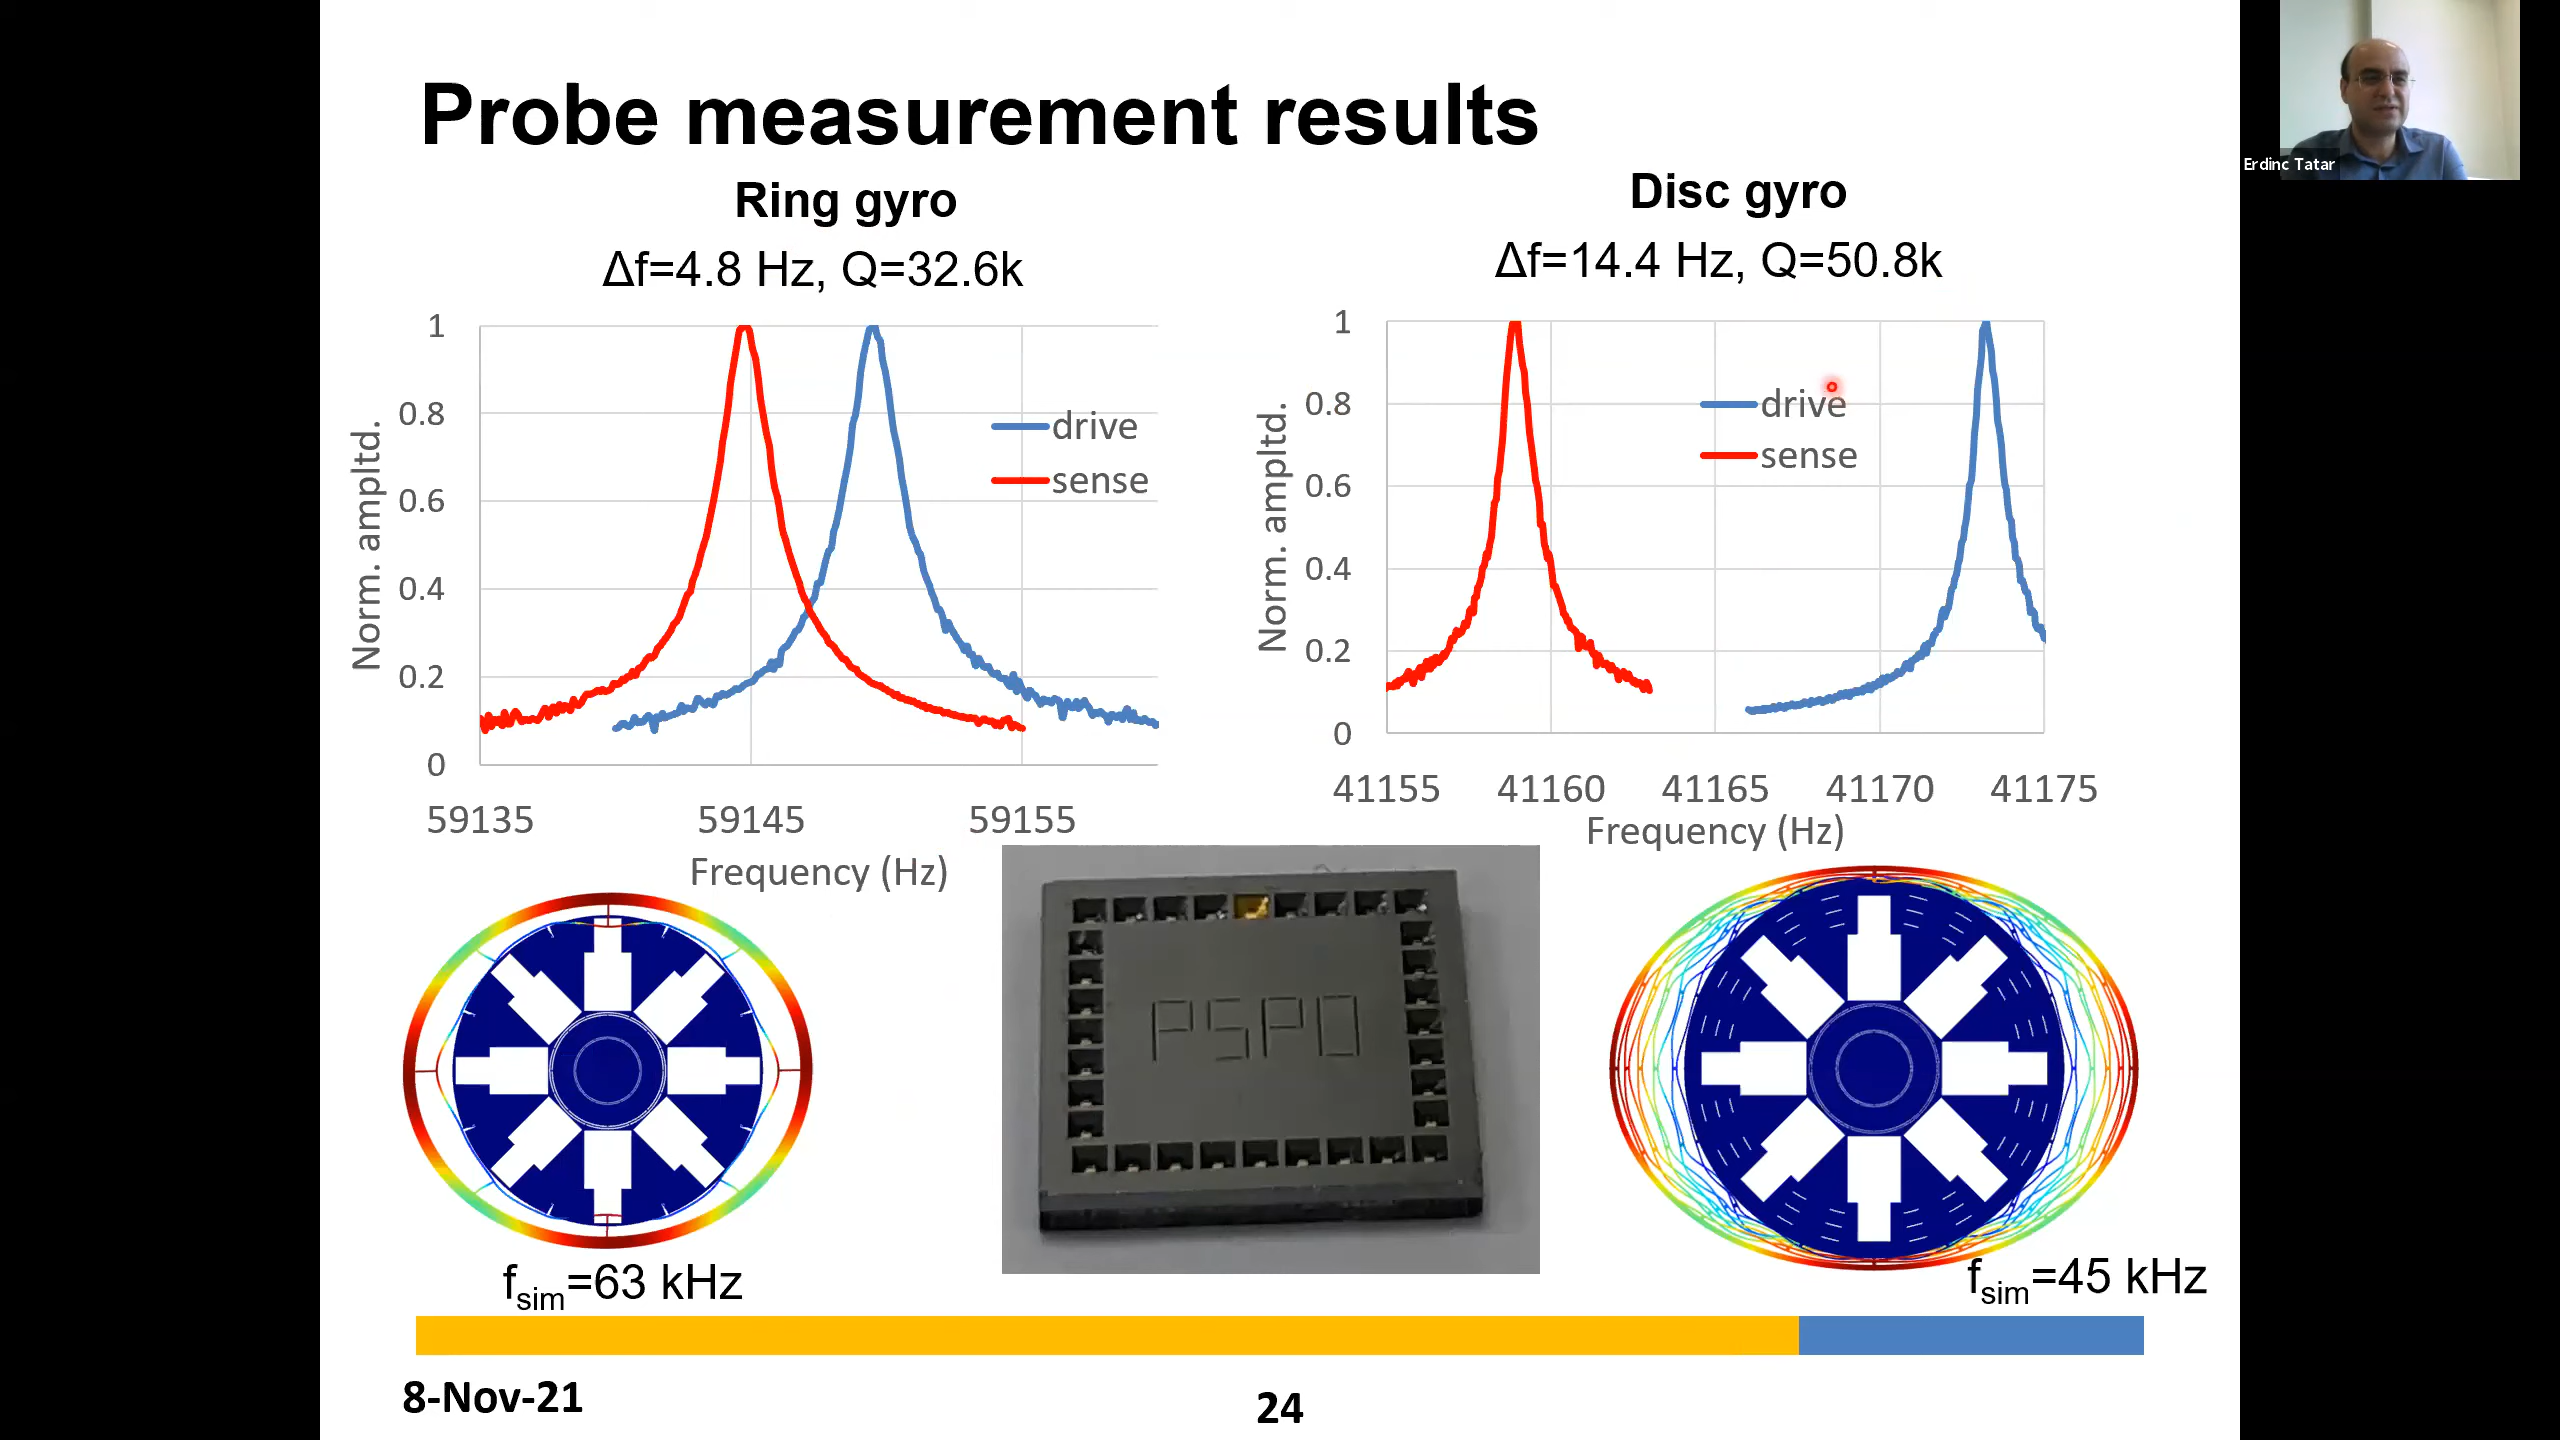 Probe measurement results
Erdinc Tatar
Ring gyro
Δf=4.8 Hz, Q=32.6k
1
0.8
0.6
0.4
0.2
0
Norm. ampltd.
drive
sense
59135 59145 59155
Frequency (Hz)
Disc gyro
Δf=14.4 Hz, Q=50.8k
1
0.8
0.6
0.4
0.2
0
Norm. ampltd.
drive
sense
41155 41160 41165 41170 41175
Frequency (Hz)
PSPO
fsim=63 kHz
fsim=45 kHz
8-Nov-21
24